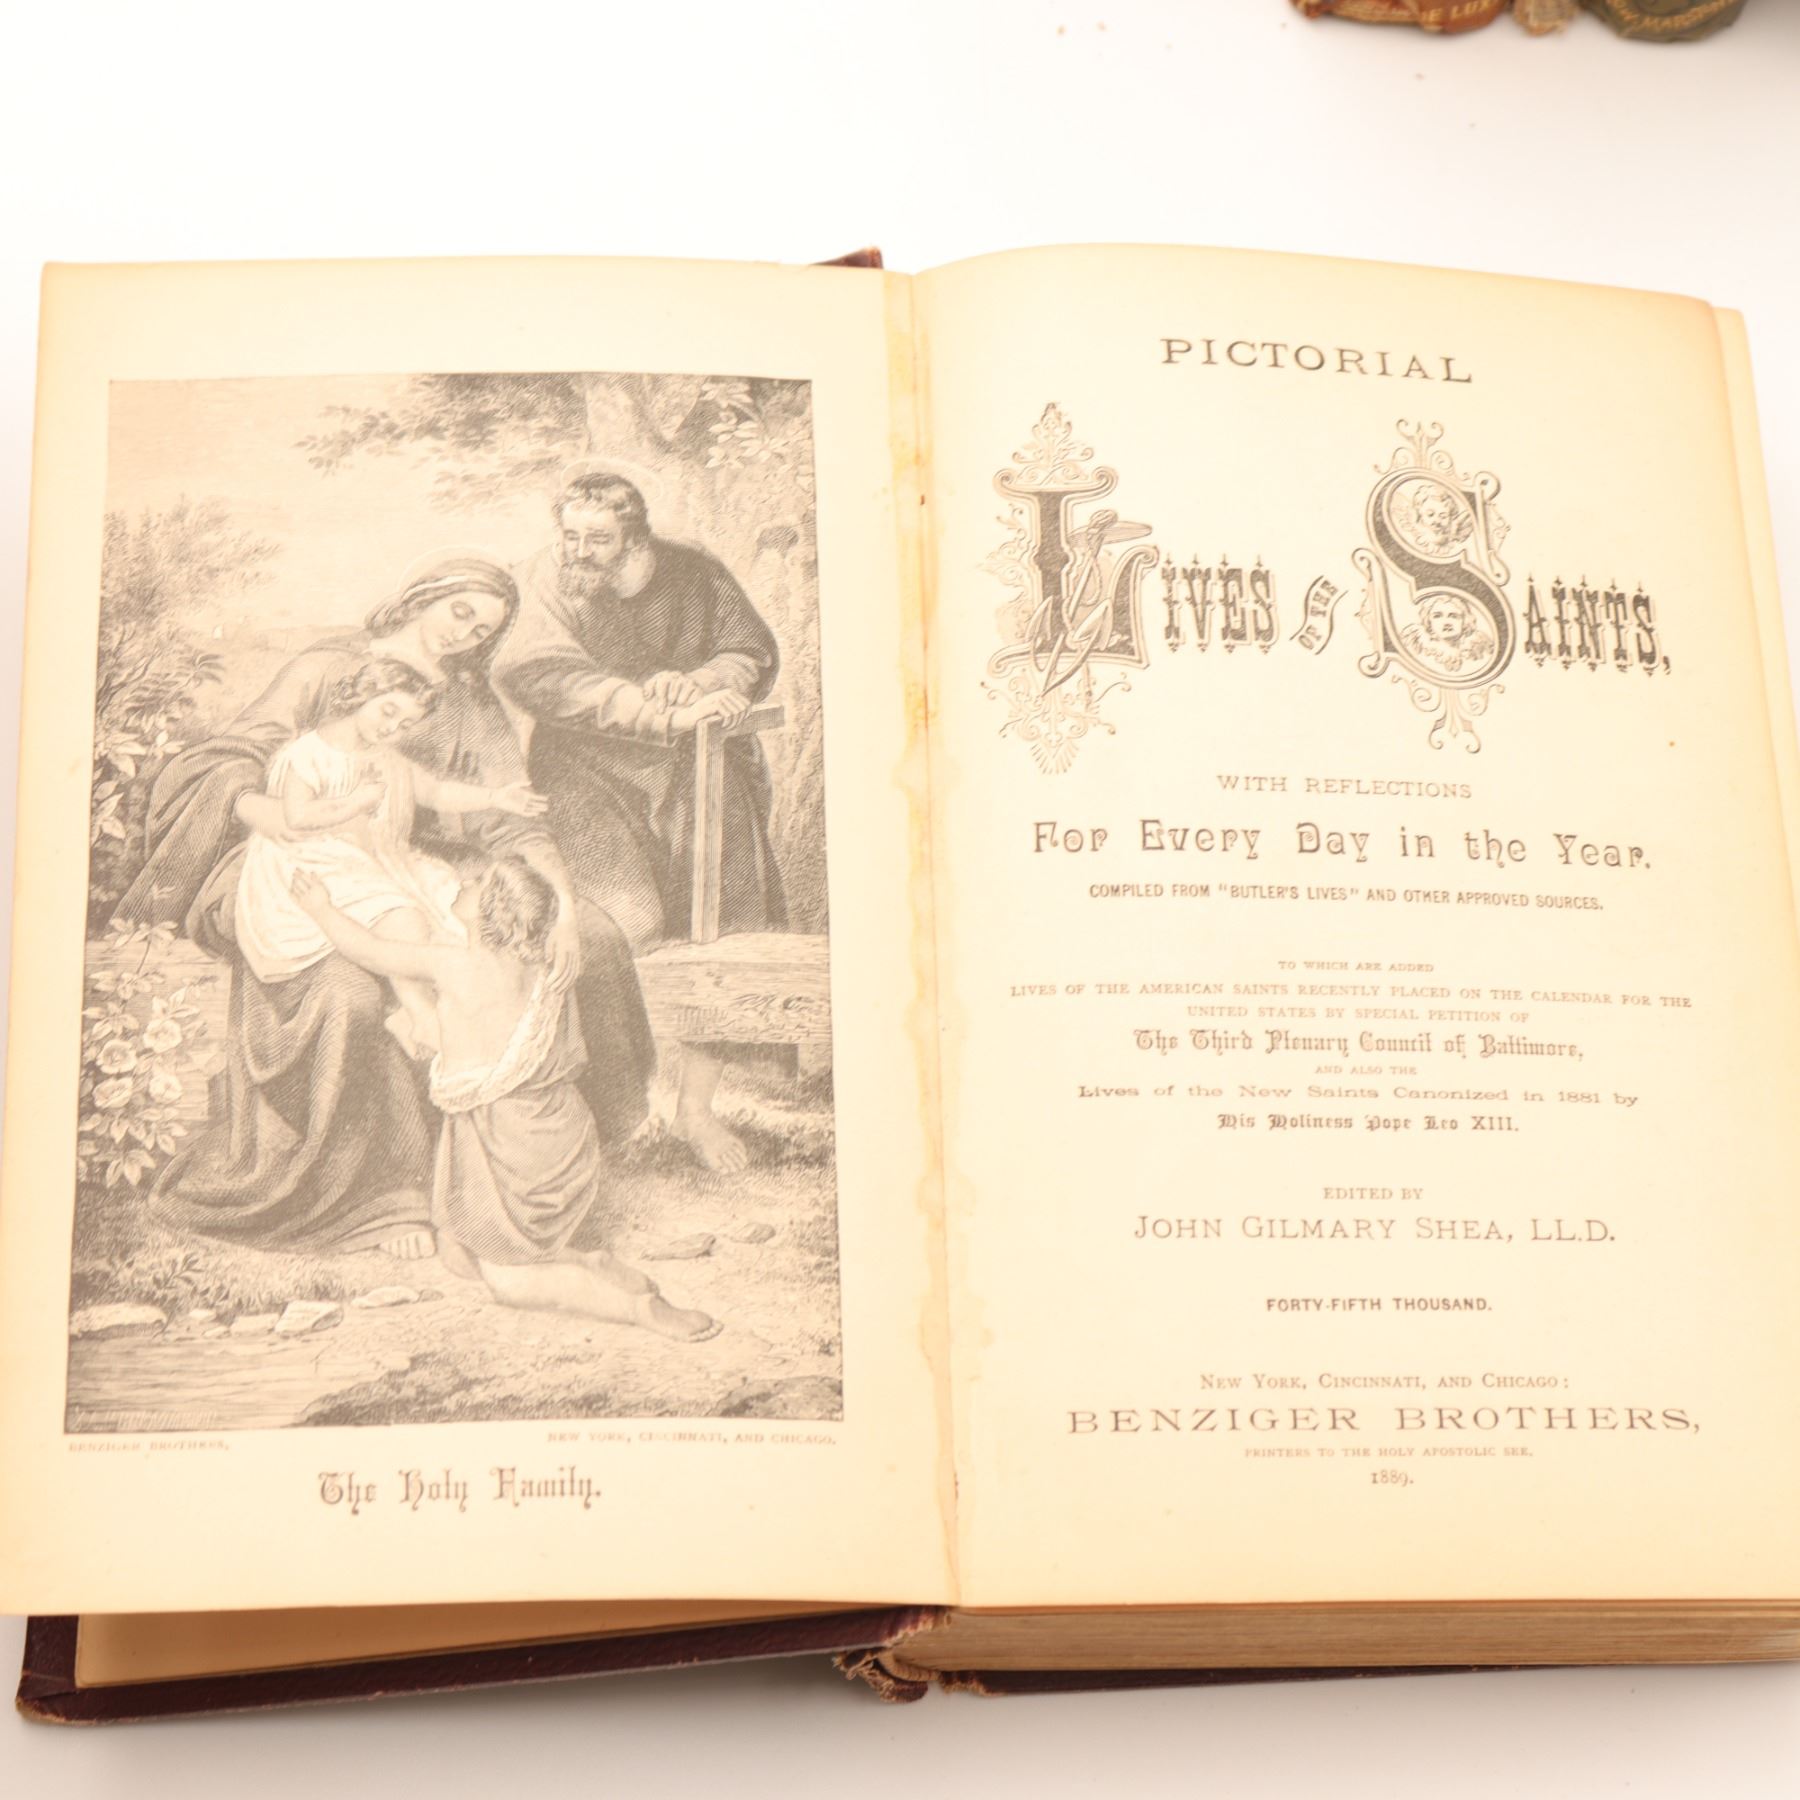 E LUX
MARS
BENZIGER BROTHERS,
NEW YORK, CINCINNATI, AND CHICAGO.
The Holy Family.
PICTORIAL
LIVES OF THE SAINTS,
WITH REFLECTIONS
For Every Day in the Year.
COMPILED FROM "BUTLER'S LIVES" AND OTHER APPROVED SOURCES.
TO WHICH ARE ADDED
LIVES OF THE AMERICAN SAINTS RECENTLY PLACED ON THE CALENDAR FOR THE
UNITED STATES BY SPECIAL PETITION OF
The Third Plenary Council of Baltimore,
AND ALSO THE
Lives of the New Saints Canonized in 1881 by
His Holiness Pope Leo XIII.
EDITED BY
JOHN GILMARY SHEA, LL.D.
FORTY-FIFTH THOUSAND.
NEW YORK, CINCINNATI, AND CHICAGO:
BENZIGER BROTHERS,
PRINTERS TO THE HOLY APOSTOLIC SEE.
1889.